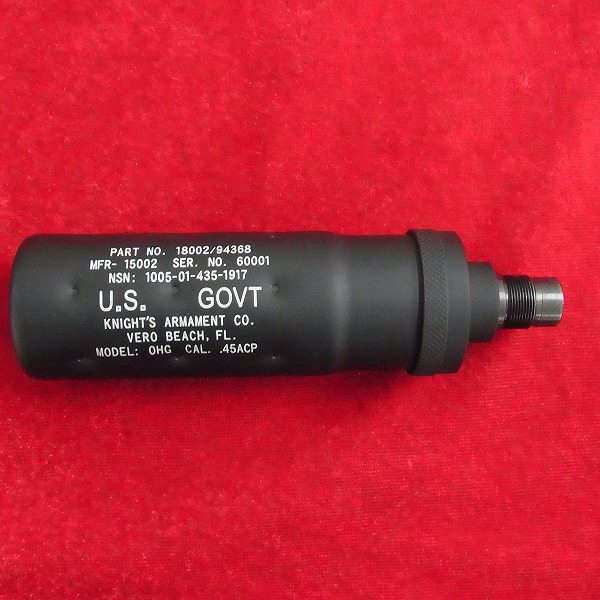 PART NO. 18002/94368
MFR- 15002 SER. NO. 60001
NSN: 1005-01-435-1917
U.S. GOVT
KNIGHT'S ARMAMENT CO.
VERO BEACH, FL.
MODEL: OHG CAL. .45ACP